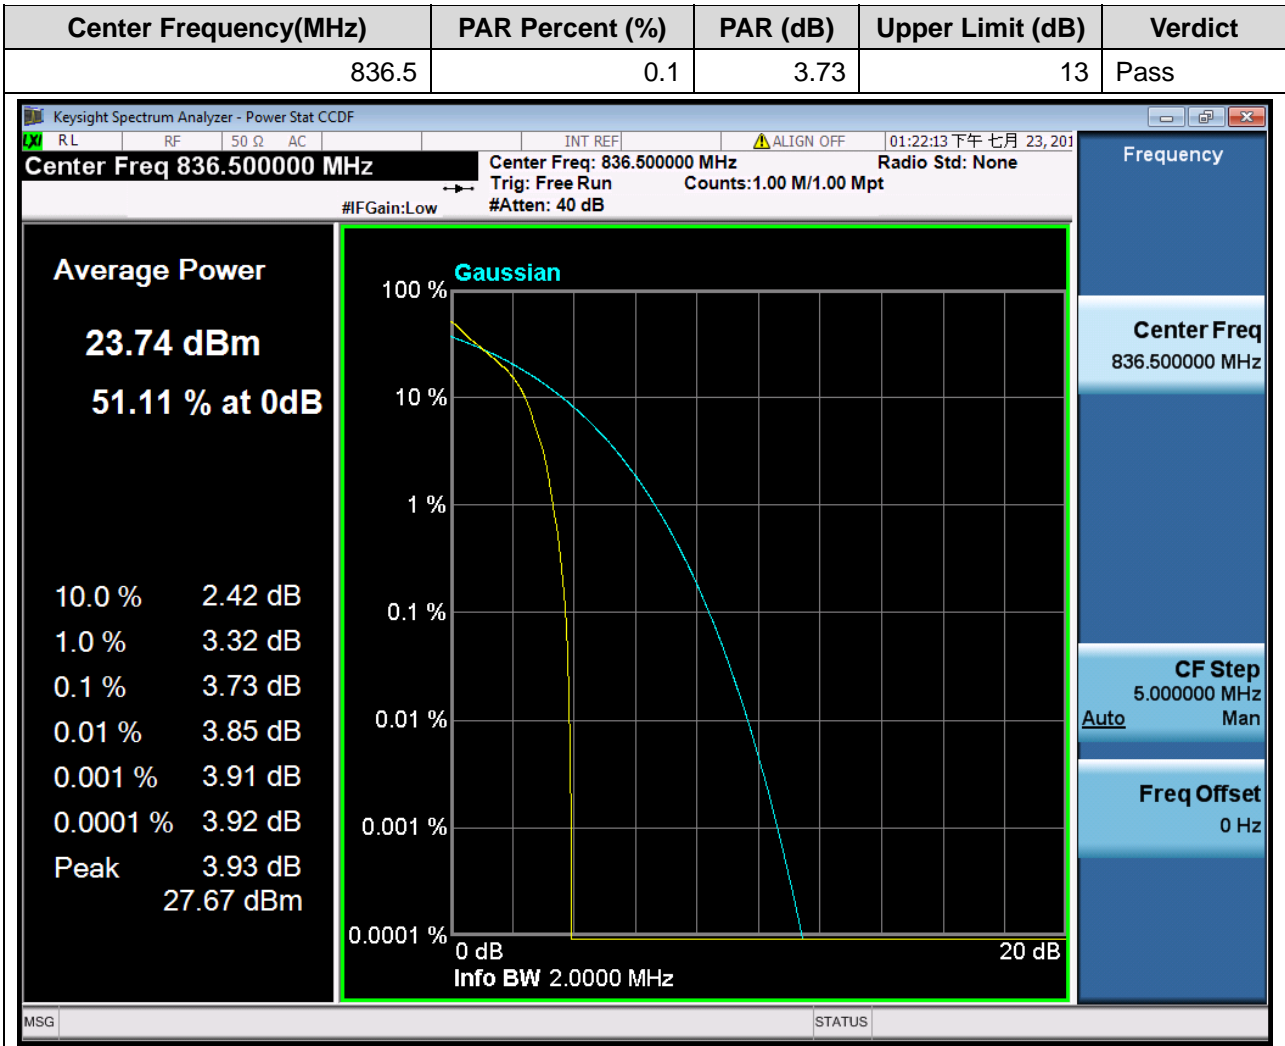 Center Frequency(MHz) PAR Percent (%) PAR (dB) Upper Limit (dB) Verdict
836.5 0.1 3.73 13 Pass
Keysight Spectrum Analyzer - Power Stat CCDF
LXI RL RF 50 Ω AC INT REF ALIGN OFF 01:22:13 下午 七月 23, 201
Center Freq 836.500000 MHz
Center Freq: 836.500000 MHz Radio Std: None
Trig: Free Run Counts:1.00 M/1.00 Mpt
#IFGain:Low #Atten: 40 dB
Average Power
23.74 dBm
51.11 % at 0dB
10.0 % 2.42 dB
1.0 % 3.32 dB
0.1 % 3.73 dB
0.01 % 3.85 dB
0.001 % 3.91 dB
0.0001 % 3.92 dB
Peak 3.93 dB
27.67 dBm
Gaussian
100 %
10 %
1 %
0.1 %
0.01 %
0.001 %
0.0001 %
0 dB 20 dB
Info BW 2.0000 MHz
Frequency
Center Freq
836.500000 MHz
CF Step
5.000000 MHz
Auto Man
Freq Offset
0 Hz
MSG STATUS